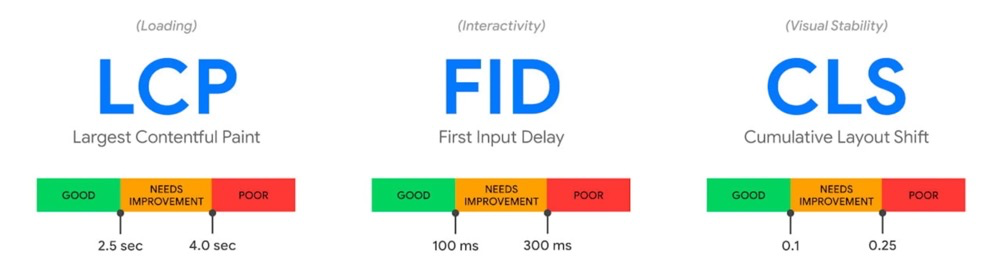 (Loading)
LCP
Largest Contentful Paint
GOOD
NEEDS
IMPROVEMENT
POOR
2.5 sec
4.0 sec
(Interactivity)
FID
First Input Delay
GOOD
NEEDS
IMPROVEMENT
POOR
100 ms
300 ms
(Visual Stability)
CLS
Cumulative Layout Shift
GOOD
NEEDS
IMPROVEMENT
POOR
0.1
0.25